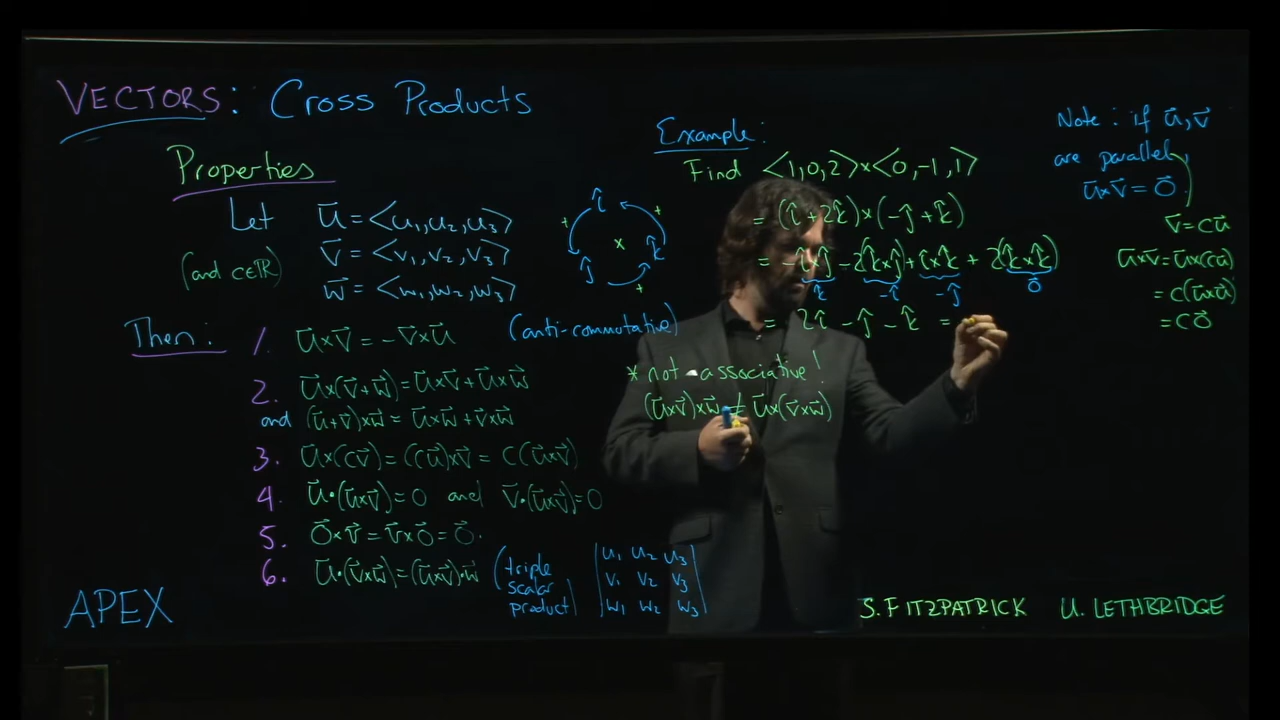 VECTORS: Cross Products
Properties
Let u⃗ = <u₁,u₂,u₃>
(and c∈ℝ) v⃗ = <v₁,v₂,v₃>
w⃗ = <w₁,w₂,w₃>
î
ĵ
k̂
×
+
+
+
Then:
1. u⃗×v⃗ = -v⃗×u⃗ (anti-commutative)
2. u⃗×(v⃗+w⃗) = u⃗×v⃗ + u⃗×w⃗
and (u⃗+v⃗)×w⃗ = u⃗×w⃗ + v⃗×w⃗
3. u⃗×(cv⃗) = (cu⃗)×v⃗ = c(u⃗×v⃗)
4. u⃗•(u⃗×v⃗) = 0 and v⃗•(u⃗×v⃗) = 0
5. 0⃗×v⃗ = v⃗×0⃗ = 0⃗.
6. u⃗•(v⃗×w⃗) = (u⃗×v⃗)•w⃗
(triple
scalar
product)
|u₁ u₂ u₃|
|v₁ v₂ v₃|
|w₁ w₂ w₃|
* not associative!
(u⃗×v⃗)×w⃗ ≠ u⃗×(v⃗×w⃗)
Example:
Find <1,0,2>×<0,-1,1>
= (î+2k̂)×(-ĵ+k̂)
= -î×ĵ -2(k̂×ĵ)+î×k̂ + 2(k̂×k̂)
k̂ -î -ĵ 0⃗
= 2î -ĵ -k̂ =
Note: if u⃗,v⃗
are parallel,
u⃗×v⃗ = 0⃗
v⃗=cu⃗
u⃗×v⃗=u⃗×(cu⃗)
=c(u⃗×u⃗)
=c0⃗
APEX
S. FITZPATRICK U. LETHBRIDGE